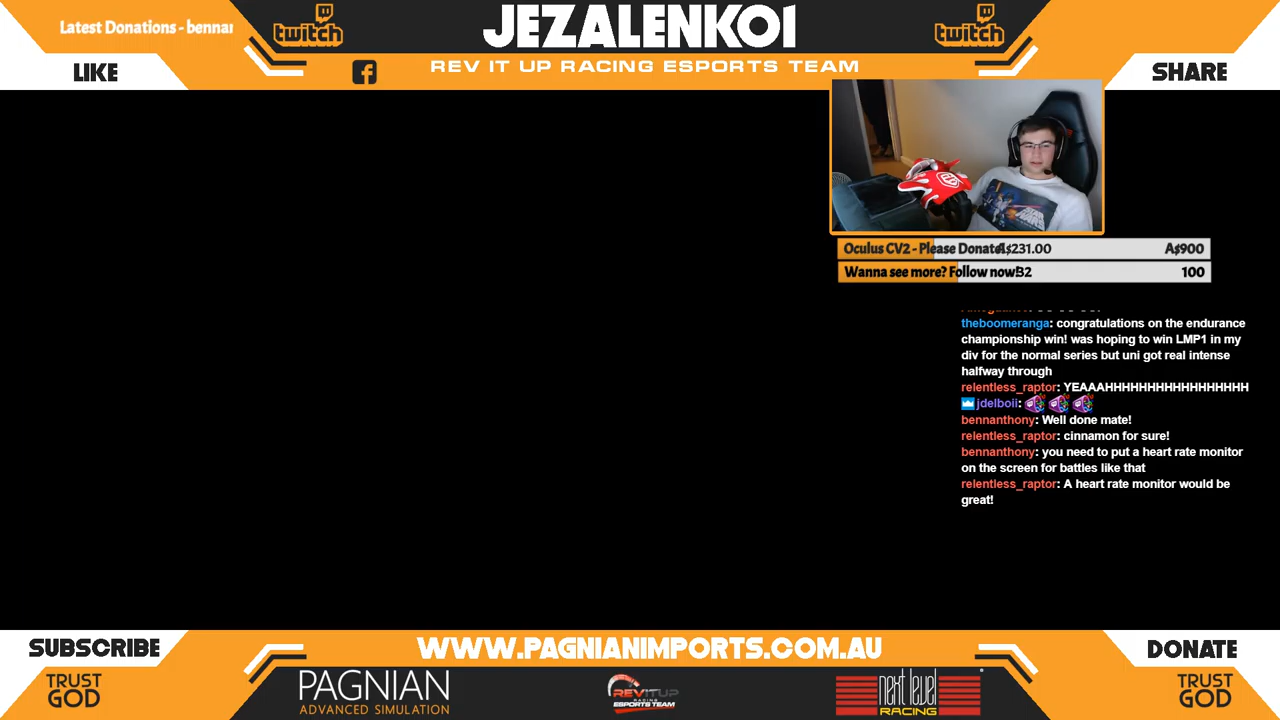 Latest Donations - bennan
twitch
JEZALENKOI
twitch
LIKE
REV IT UP RACING ESPORTS TEAM
SHARE
Oculus CV2 - Please Donate A$231.00 A$900
Wanna see more? Follow now! 32 100
theboomeranga: congratulations on the endurance
championship win! was hoping to win LMP1 in my
div for the normal series but uni got real intense
halfway through
relentless_raptor: YEAAAHHHHHHHHHHHHHHHHH
jdelboii:
bennanthony: Well done mate!
relentless_raptor: cinnamon for sure!
bennanthony: you need to put a heart rate monitor
on the screen for battles like that
relentless_raptor: A heart rate monitor would be
great!
SUBSCRIBE
WWW.PAGNIANIMPORTS.COM.AU
DONATE
TRUST
GOD
PAGNIAN
ADVANCED SIMULATION
REVITUP
RACING
ESPORTS TEAM
next level
RACING
TRUST
GOD